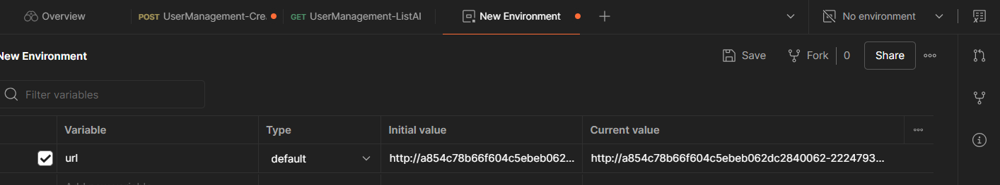 Overview
POST UserManagement-Cre
GET UserManagement-ListAl
New Environment
No environment
New Environment
Save
Fork
0
Share
Filter variables
Variable
Type
Initial value
Current value
url
default
http://a854c78b66f604c5ebeb062...
http://a854c78b66f604c5ebeb062dc2840062-2224793...